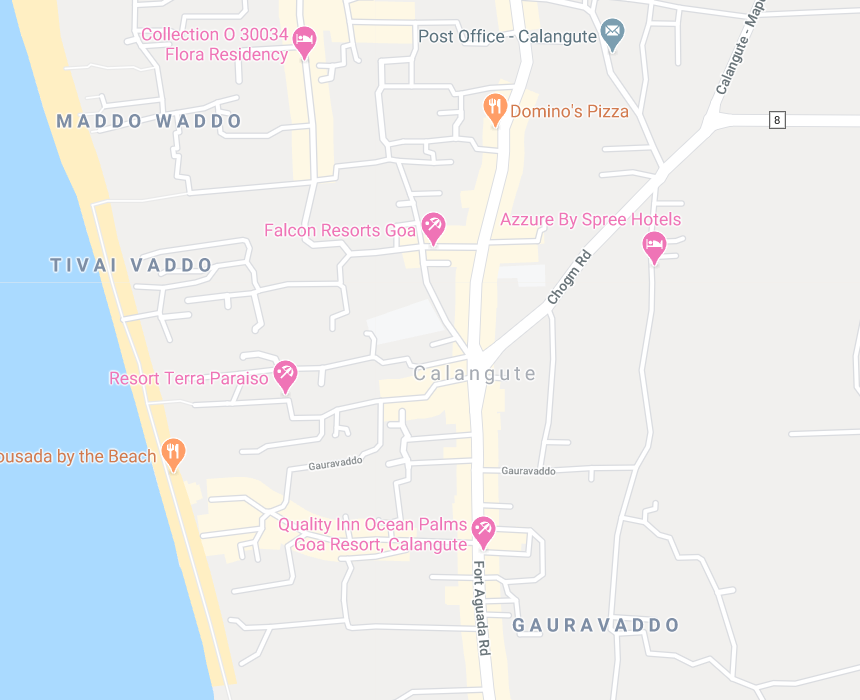 Collection O 30034
Flora Residency
Post Office - Calangute
Calangute - Mapu
Domino's Pizza
8
MADDO WADDO
Azzure By Spree Hotels
Falcon Resorts Goa
TIVAI VADDO
Chogm Rd
Calangute
Resort Terra Paraiso
ousada by the Beach
Gauravaddo
Gauravaddo
Quality Inn Ocean Palms
Goa Resort, Calangute
Fort Aguada Rd
GAURAVADDO